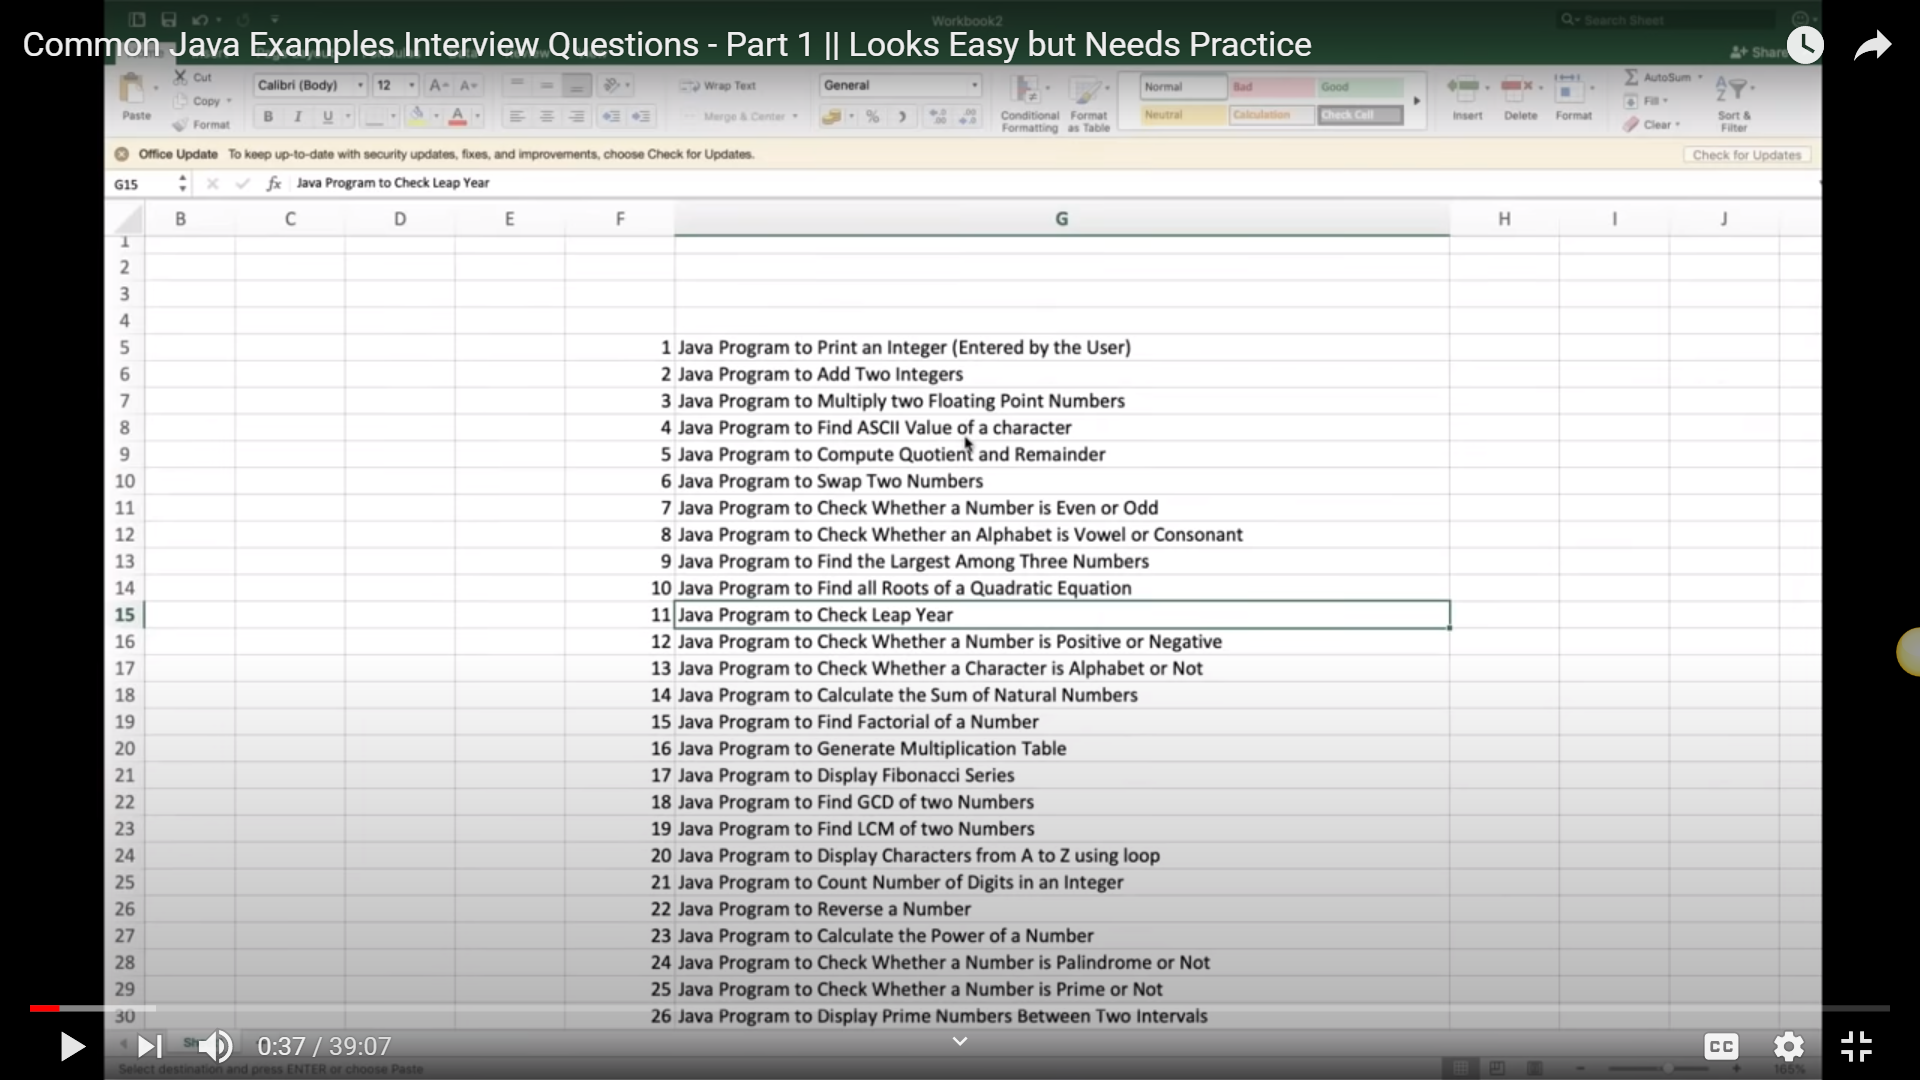 Workbook2
Search Sheet
Common Java Examples Interview Questions - Part 1 || Looks Easy but Needs Practice
Share
Cut
Calibri (Body) 12 A A
Wrap Text
General
Normal Bad Good
AutoSum
Copy
Fill
Paste
Format
B I U A
Merge & Center
%
Conditional Formatting
Format as Table
Neutral Calculation Check Cell
Insert Delete Format
Clear
Sort & Filter
Office Update To keep up-to-date with security updates, fixes, and improvements, choose Check for Updates.
Check for Updates
G15 fx Java Program to Check Leap Year
B C D E F G H I J
1
2
3
4
5 1 Java Program to Print an Integer (Entered by the User)
6 2 Java Program to Add Two Integers
7 3 Java Program to Multiply two Floating Point Numbers
8 4 Java Program to Find ASCII Value of a character
9 5 Java Program to Compute Quotient and Remainder
10 6 Java Program to Swap Two Numbers
11 7 Java Program to Check Whether a Number is Even or Odd
12 8 Java Program to Check Whether an Alphabet is Vowel or Consonant
13 9 Java Program to Find the Largest Among Three Numbers
14 10 Java Program to Find all Roots of a Quadratic Equation
15 11 Java Program to Check Leap Year
16 12 Java Program to Check Whether a Number is Positive or Negative
17 13 Java Program to Check Whether a Character is Alphabet or Not
18 14 Java Program to Calculate the Sum of Natural Numbers
19 15 Java Program to Find Factorial of a Number
20 16 Java Program to Generate Multiplication Table
21 17 Java Program to Display Fibonacci Series
22 18 Java Program to Find GCD of two Numbers
23 19 Java Program to Find LCM of two Numbers
24 20 Java Program to Display Characters from A to Z using loop
25 21 Java Program to Count Number of Digits in an Integer
26 22 Java Program to Reverse a Number
27 23 Java Program to Calculate the Power of a Number
28 24 Java Program to Check Whether a Number is Palindrome or Not
29 25 Java Program to Check Whether a Number is Prime or Not
30 26 Java Program to Display Prime Numbers Between Two Intervals
0:37 / 39:07
CC
Select destination and press ENTER or choose Paste
165%